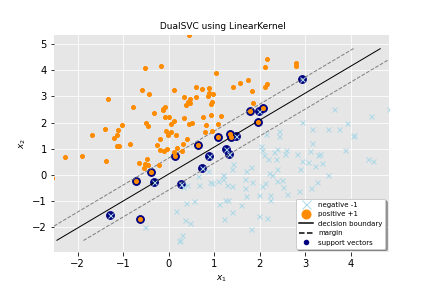 DualSVC using LinearKernel
5
4
3
2
1
0
−1
−2
x₂
−2
−1
0
1
2
3
4
x₁
negative -1
positive +1
decision boundary
margin
support vectors